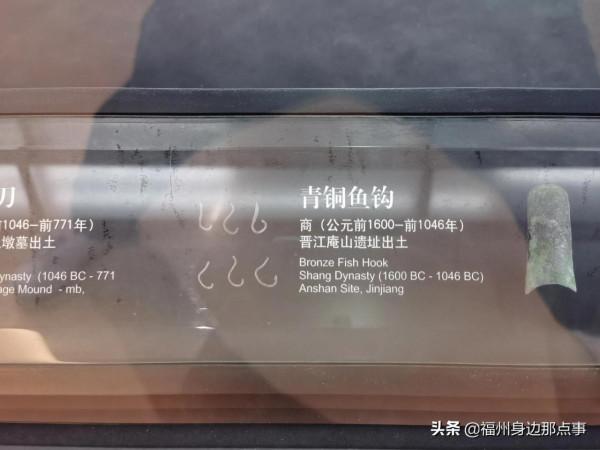 刀
前1046—前771年）
墩墓出土
ynasty（1046 BC - 771
age Mound - mb,
青铜鱼钩
商（公元前1600—前1046年）
晋江庵山遗址出土
Bronze Fish Hook
Shang Dynasty (1600 BC - 1046 BC)
Anshan Site, Jinjiang
头条 @福州身边那点事